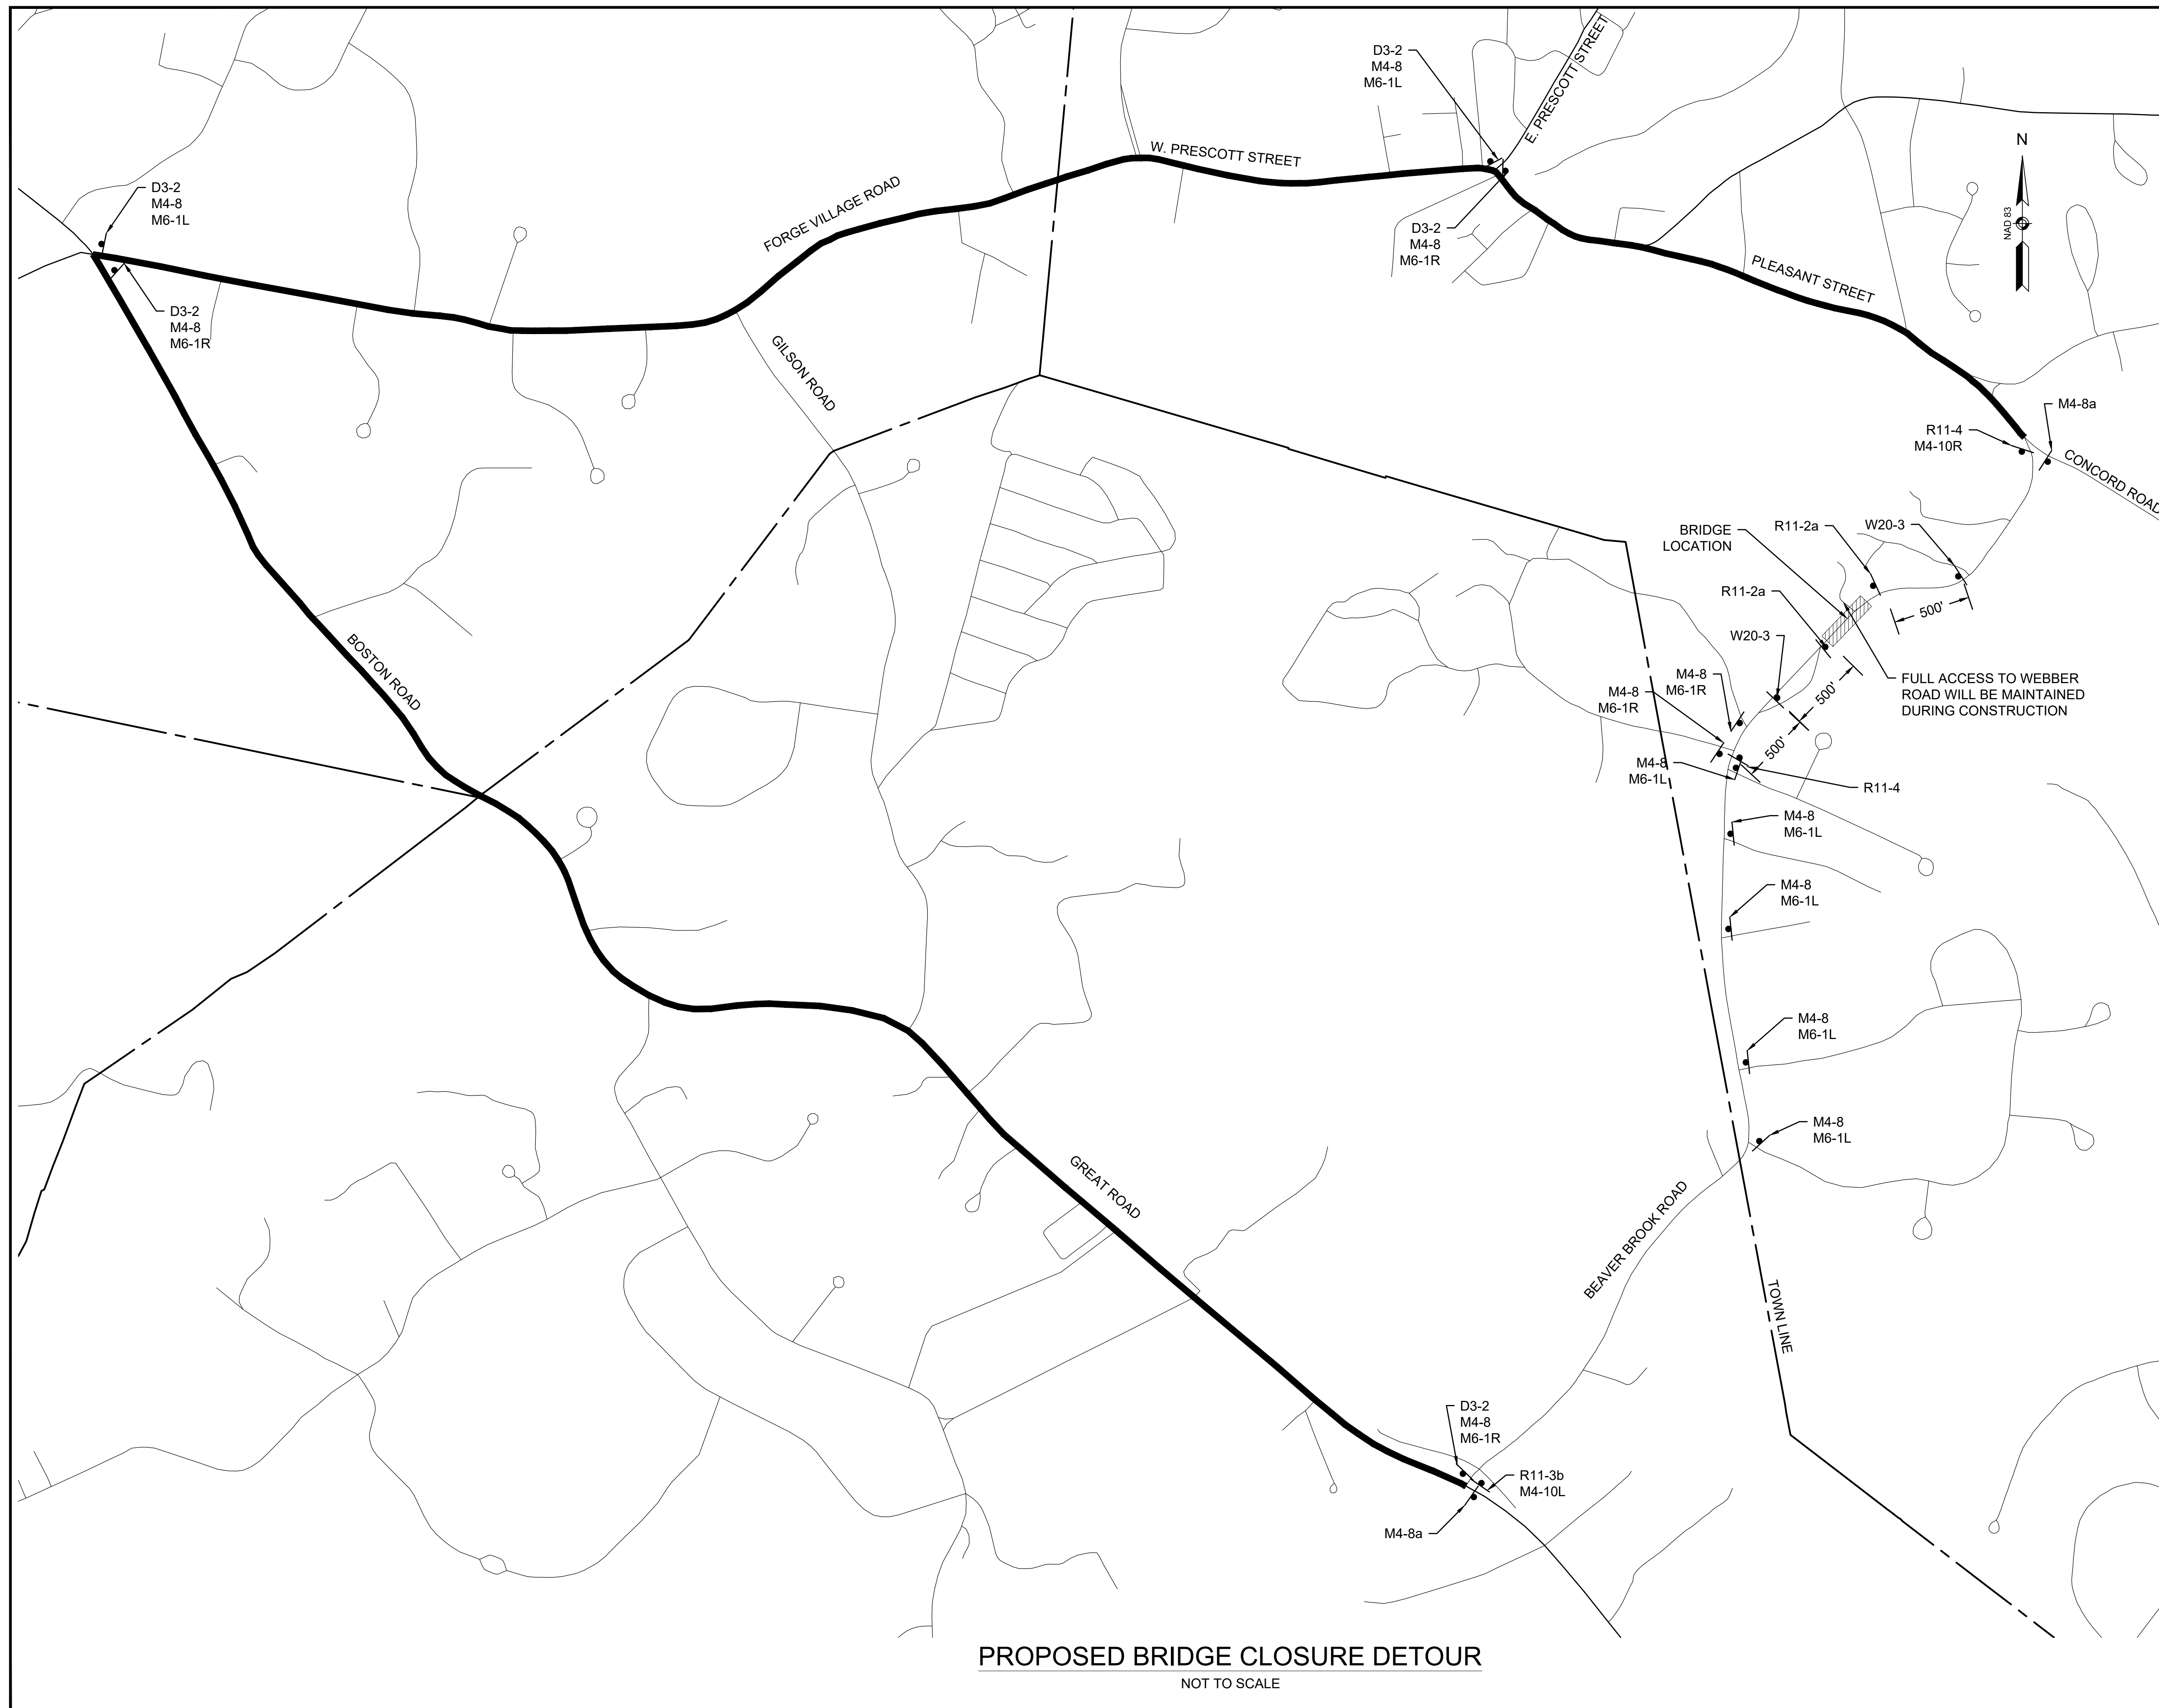 D3-2
M4-8
M6-1L
E. PRESCOTT STREET
W. PRESCOTT STREET
N
NAD 83
D3-2
M4-8
M6-1L
FORGE VILLAGE ROAD
D3-2
M4-8
M6-1R
PLEASANT STREET
D3-2
M4-8
M6-1R
GILSON ROAD
M4-8a
R11-4
M4-10R
CONCORD ROAD
BRIDGE
LOCATION
R11-2a
W20-3
R11-2a
500'
W20-3
BOSTON ROAD
M4-8
M6-1R
M4-8
M6-1R
500'
FULL ACCESS TO WEBBER
ROAD WILL BE MAINTAINED
DURING CONSTRUCTION
500'
M4-8
M6-1L
R11-4
M4-8
M6-1L
M4-8
M6-1L
M4-8
M6-1L
M4-8
M6-1L
GREAT ROAD
BEAVER BROOK ROAD
TOWN LINE
D3-2
M4-8
M6-1R
R11-3b
M4-10L
M4-8a
PROPOSED BRIDGE CLOSURE DETOUR
NOT TO SCALE